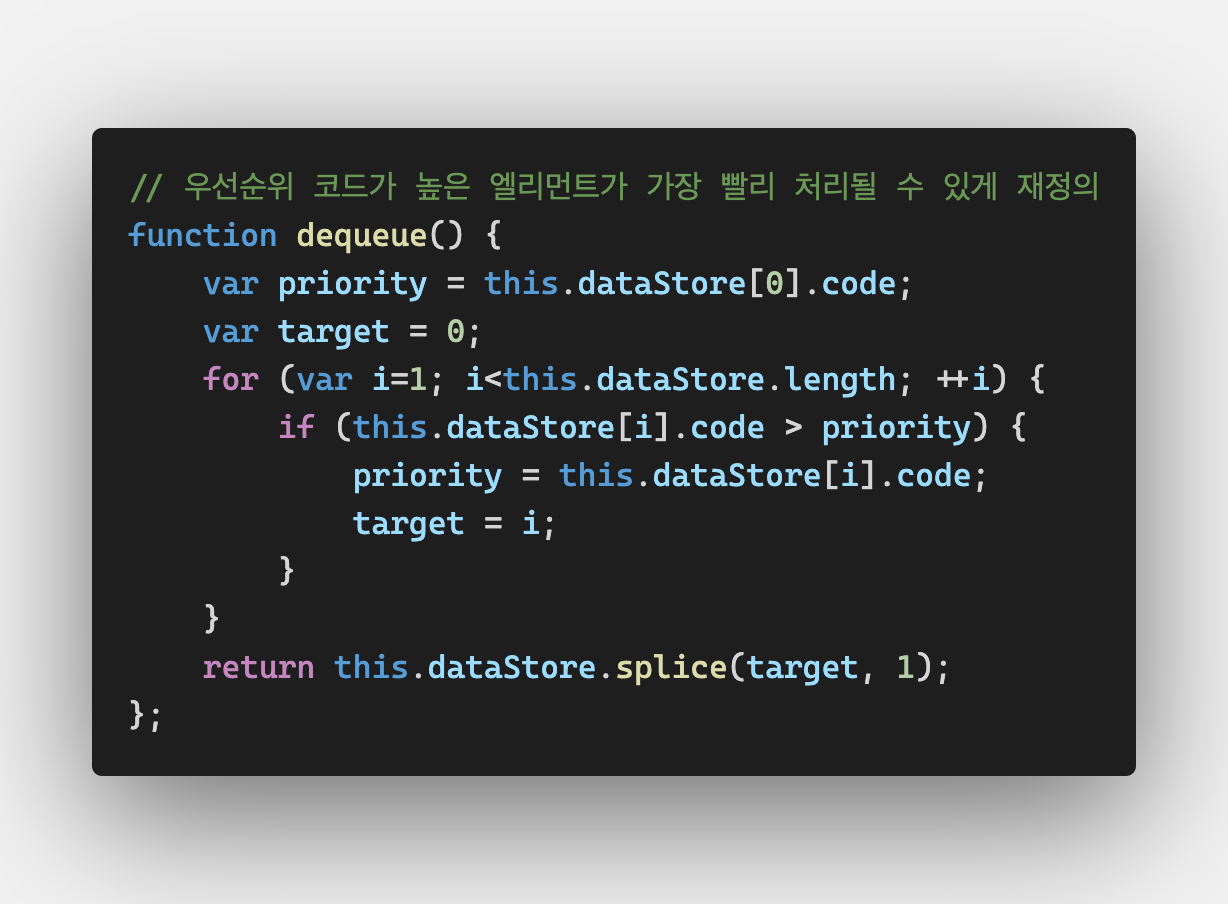 // 우선순위 코드가 높은 엘리먼트가 가장 빨리 처리될 수 있게 재정의
function dequeue() {
    var priority = this.dataStore[0].code;
    var target = 0;
    for (var i=1; i<this.dataStore.length; ++i) {
        if (this.dataStore[i].code > priority) {
            priority = this.dataStore[i].code;
            target = i;
        }
    }
    return this.dataStore.splice(target, 1);
};